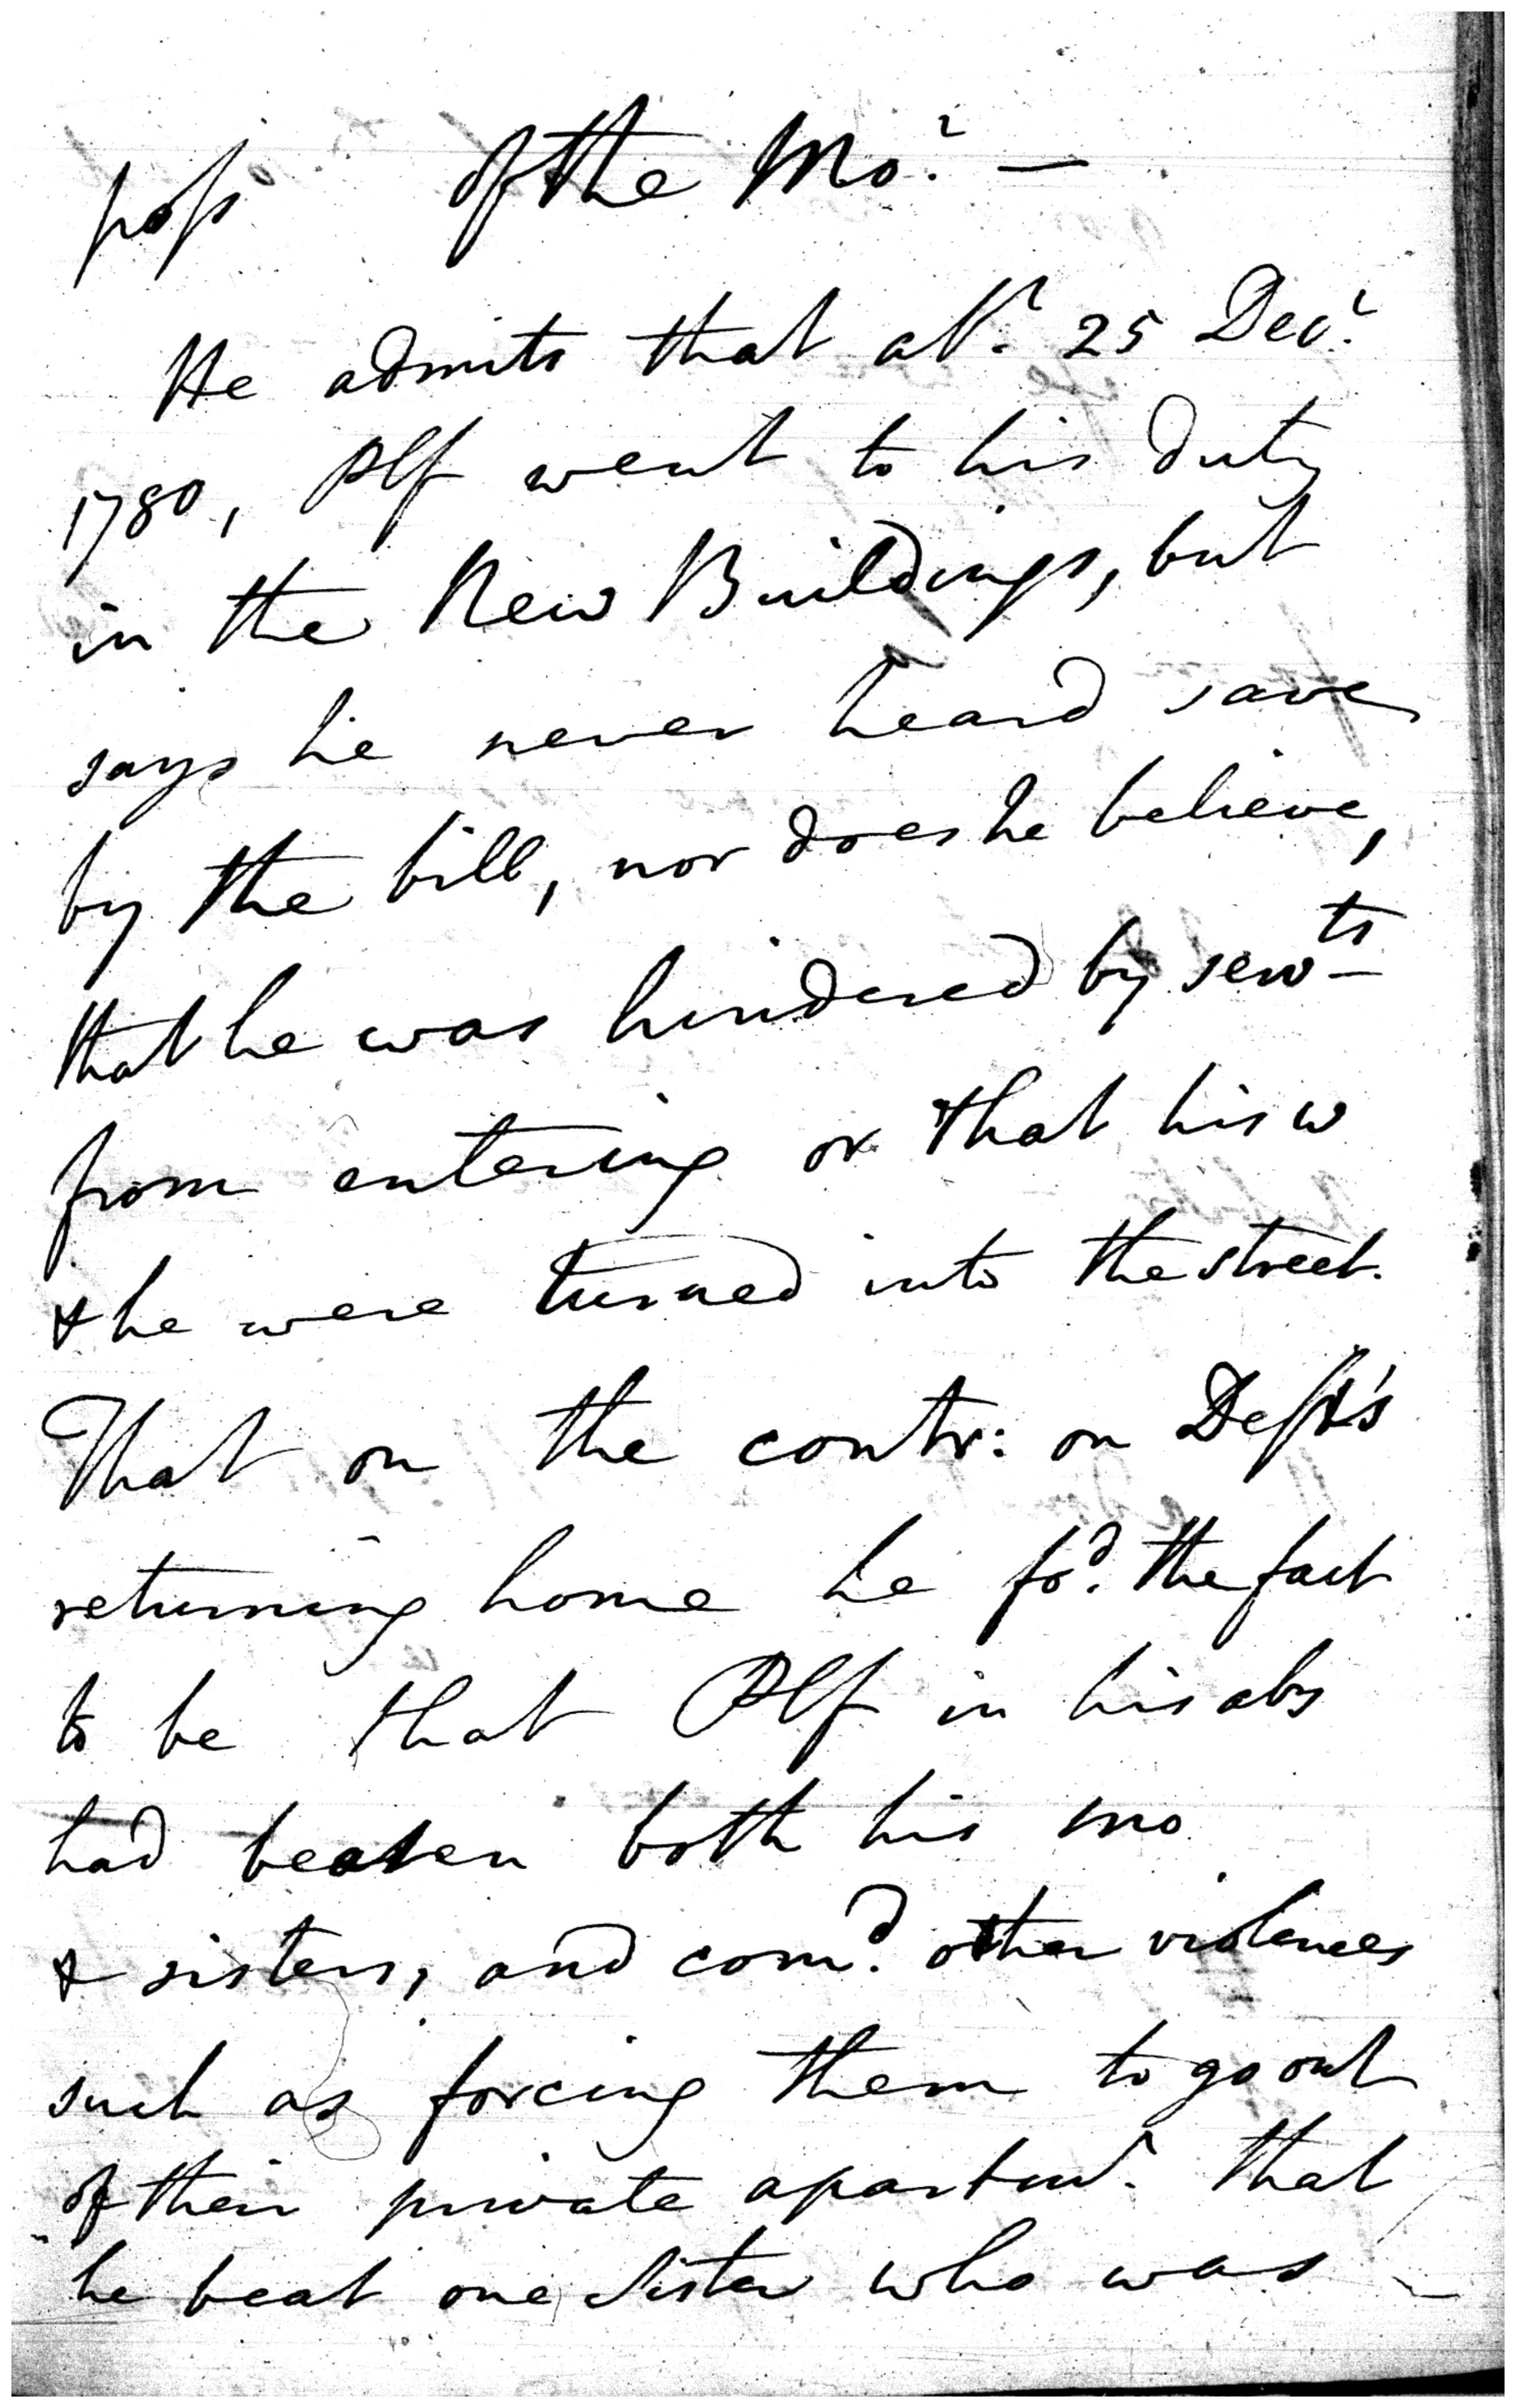 poss of the Mor. —
He admits that abt. 25 Decr.
1780, Plf went to his duty
in the New Buildings, but
says he never heard save
by the bill, nor does he believe,
that he was hindered by servts
from entering or that his w
& he were turned into the street.
That on the contr: on Deft's
returning home he fod. the fact
to be that Plf in his abs
had beaten both his mo
& sisters, and comd. other violences
such as forcing them to go out
of their private apartmt. that
he beat one sister who was